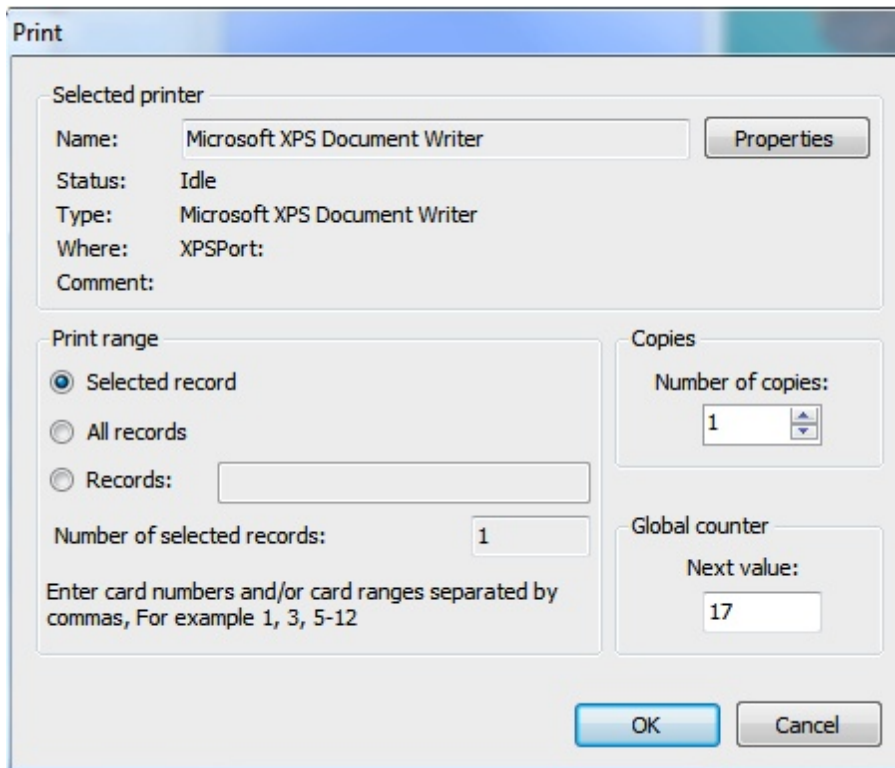 Print
Selected printer
Name: Microsoft XPS Document Writer Properties
Status: Idle
Type: Microsoft XPS Document Writer
Where: XPSPort:
Comment:
Print range
Selected record
All records
Records:
Number of selected records: 1
Enter card numbers and/or card ranges separated by
commas, For example 1, 3, 5-12
Copies
Number of copies:
1
Global counter
Next value:
17
OK Cancel